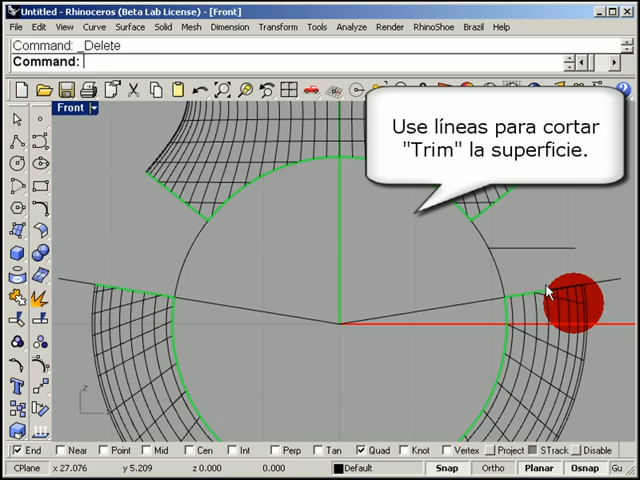 Untitled - Rhinoceros (Beta Lab License) - [Front]
File Edit View Curve Surface Solid Mesh Dimension Transform Tools Analyze Render RhinoShoe Brazil Help
Command: _Delete
Command:
Front
Use líneas para cortar
"Trim" la superficie.
z
x
End Near Point Mid Cen Int Perp Tan Quad Knot Vertex Project STrack Disable
CPlane x 27.076 y 5.209 z 0.000 0.000 Default Snap Ortho Planar Osnap Gu